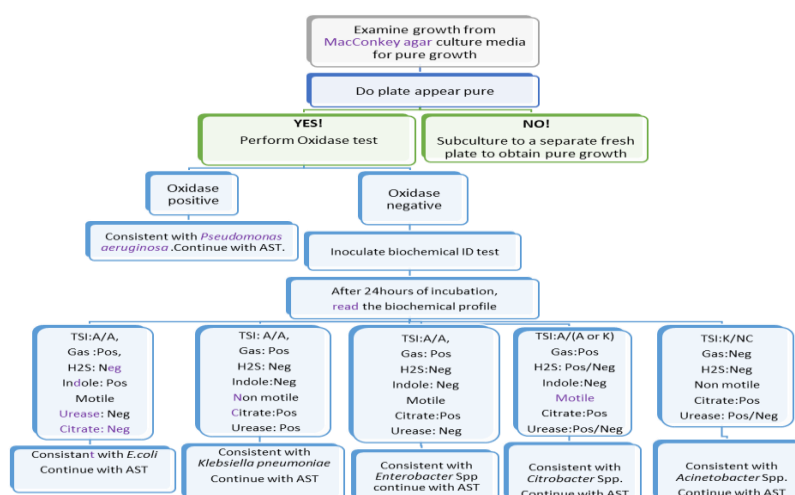 Examine growth from
MacConkey agar culture media
for pure growth
Do plate appear pure
YES!
Perform Oxidase test
NO!
Subculture to a separate fresh
plate to obtain pure growth
Oxidase
positive
Oxidase
negative
Consistent with Pseudomonas
aeruginosa .Continue with AST.
Inoculate biochemical ID test
After 24hours of incubation,
read the biochemical profile
TSI:A/A,
Gas :Pos,
H2S: Neg
Indole: Pos
Motile
Urease: Neg
Citrate: Neg
TSI: A/A,
Gas: Pos
H2S: Neg
Indole:Neg
Non motile
Citrate:Pos
Urease: Pos
TSI:A/A,
Gas: Pos
H2S:Neg
Indole: Neg
Motile
Citrate:Pos
Urease: Neg
TSI:A/(A or K)
Gas:Pos
H2S: Pos/Neg
Indole:Neg
Motile
Citrate:Pos
Urease:Pos/Neg
TSI:K/NC
Gas:Neg
H2S:Neg
Non motile
Citrate:Pos
Urease: Pos/Neg
Consistant with E.coli
Continue with AST
Consistent with
Klebsiella pneumoniae
Continue with AST
Consistent with
Enterobacter Spp
continue with AST
Consistent with
Citrobacter Spp.
Continue with AST
Consistent with
Acinetobacter Spp.
Continue with AST